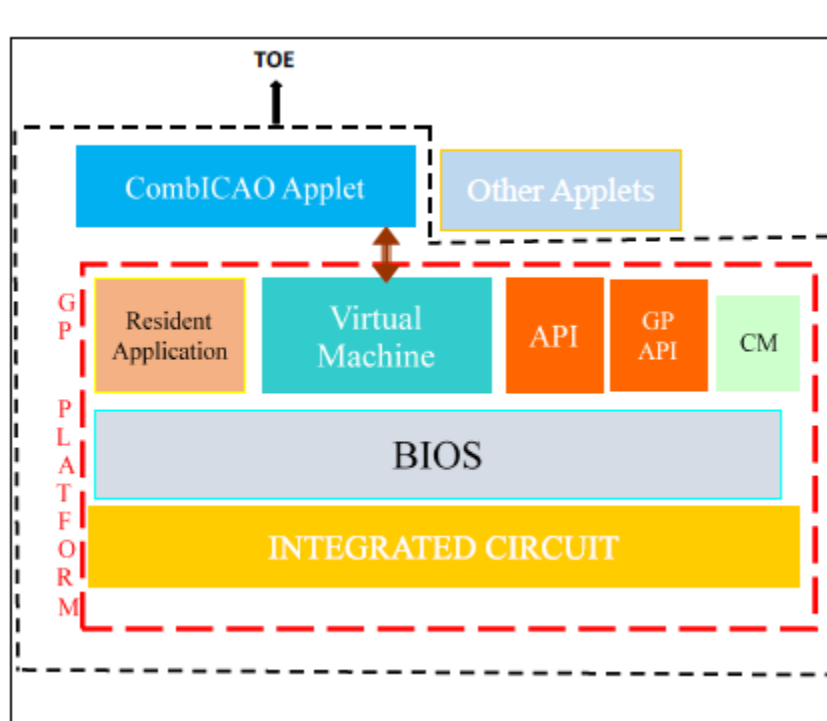 TOE
CombICAO Applet
Other Applets
GP PLATFORM
Resident
Application
Virtual
Machine
API
GP
API
CM
BIOS
INTEGRATED CIRCUIT